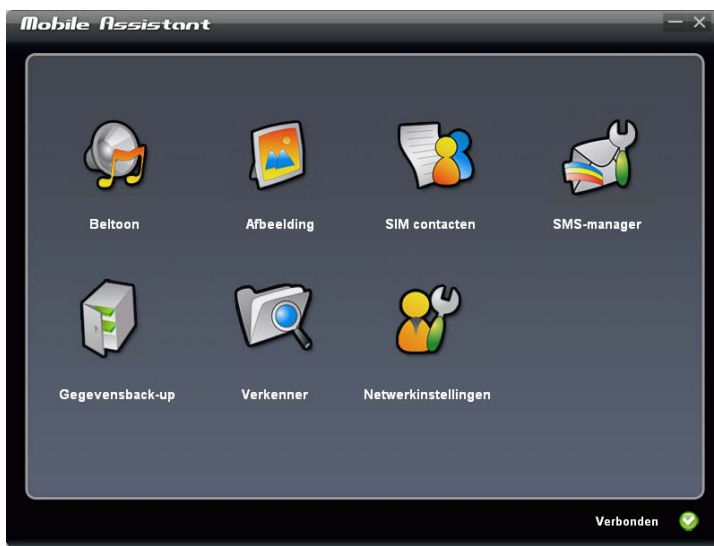 Mobile Assistant
Beltoon Afbeelding SIM contacten SMS-manager
Gegevensback-up Verkenner Netwerkinstellingen
Verbonden